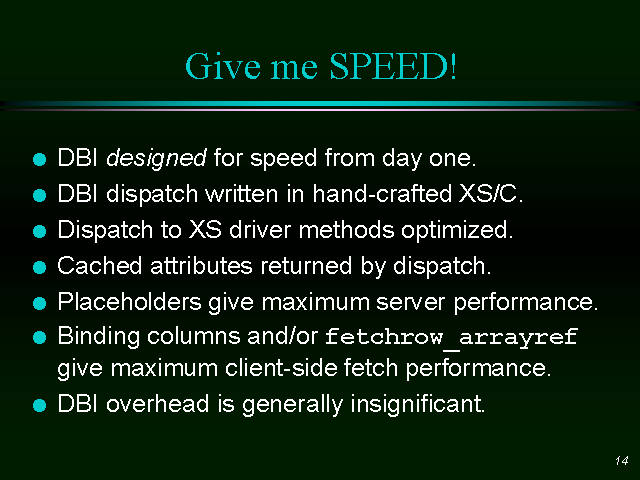 Give me SPEED!
DBI designed for speed from day one.
DBI dispatch written in hand-crafted XS/C.
Dispatch to XS driver methods optimized.
Cached attributes returned by dispatch.
Placeholders give maximum server performance.
Binding columns and/or fetchrow_arrayref
give maximum client-side fetch performance.
DBI overhead is generally insignificant.
14